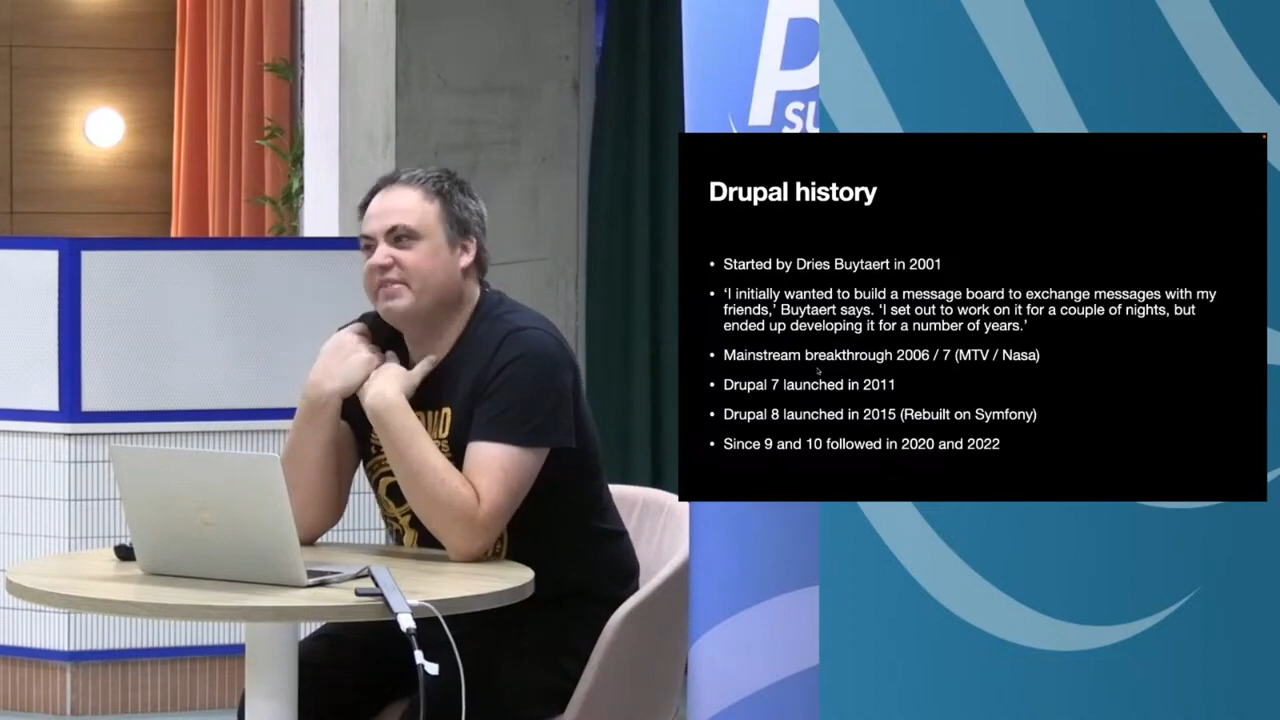 P
SU
Drupal history
• Started by Dries Buytaert in 2001
• ‘I initially wanted to build a message board to exchange messages with my
friends,’ Buytaert says. ‘I set out to work on it for a couple of nights, but
ended up developing it for a number of years.’
• Mainstream breakthrough 2006 / 7 (MTV / Nasa)
• Drupal 7 launched in 2011
• Drupal 8 launched in 2015 (Rebuilt on Symfony)
• Since 9 and 10 followed in 2020 and 2022